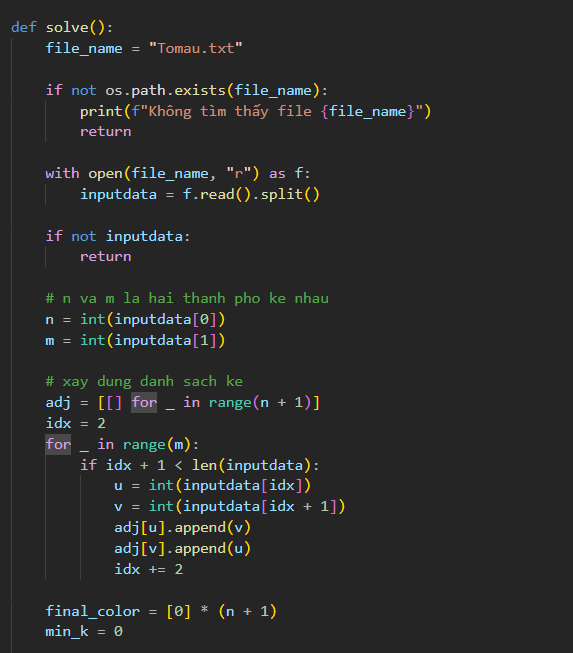 def solve():
    file_name = "Tomau.txt"
    if not os.path.exists(file_name):
        print(f"Không tìm thấy file {file_name}")
        return
    with open(file_name, "r") as f:
        inputdata = f.read().split()
    if not inputdata:
        return
    # n va m la hai thanh pho ke nhau
    n = int(inputdata[0])
    m = int(inputdata[1])
    # xay dung danh sach ke
    adj = [[] for _ in range(n + 1)]
    idx = 2
    for _ in range(m):
        if idx + 1 < len(inputdata):
            u = int(inputdata[idx])
            v = int(inputdata[idx + 1])
            adj[u].append(v)
            adj[v].append(u)
            idx += 2
    final_color = [0] * (n + 1)
    min_k = 0